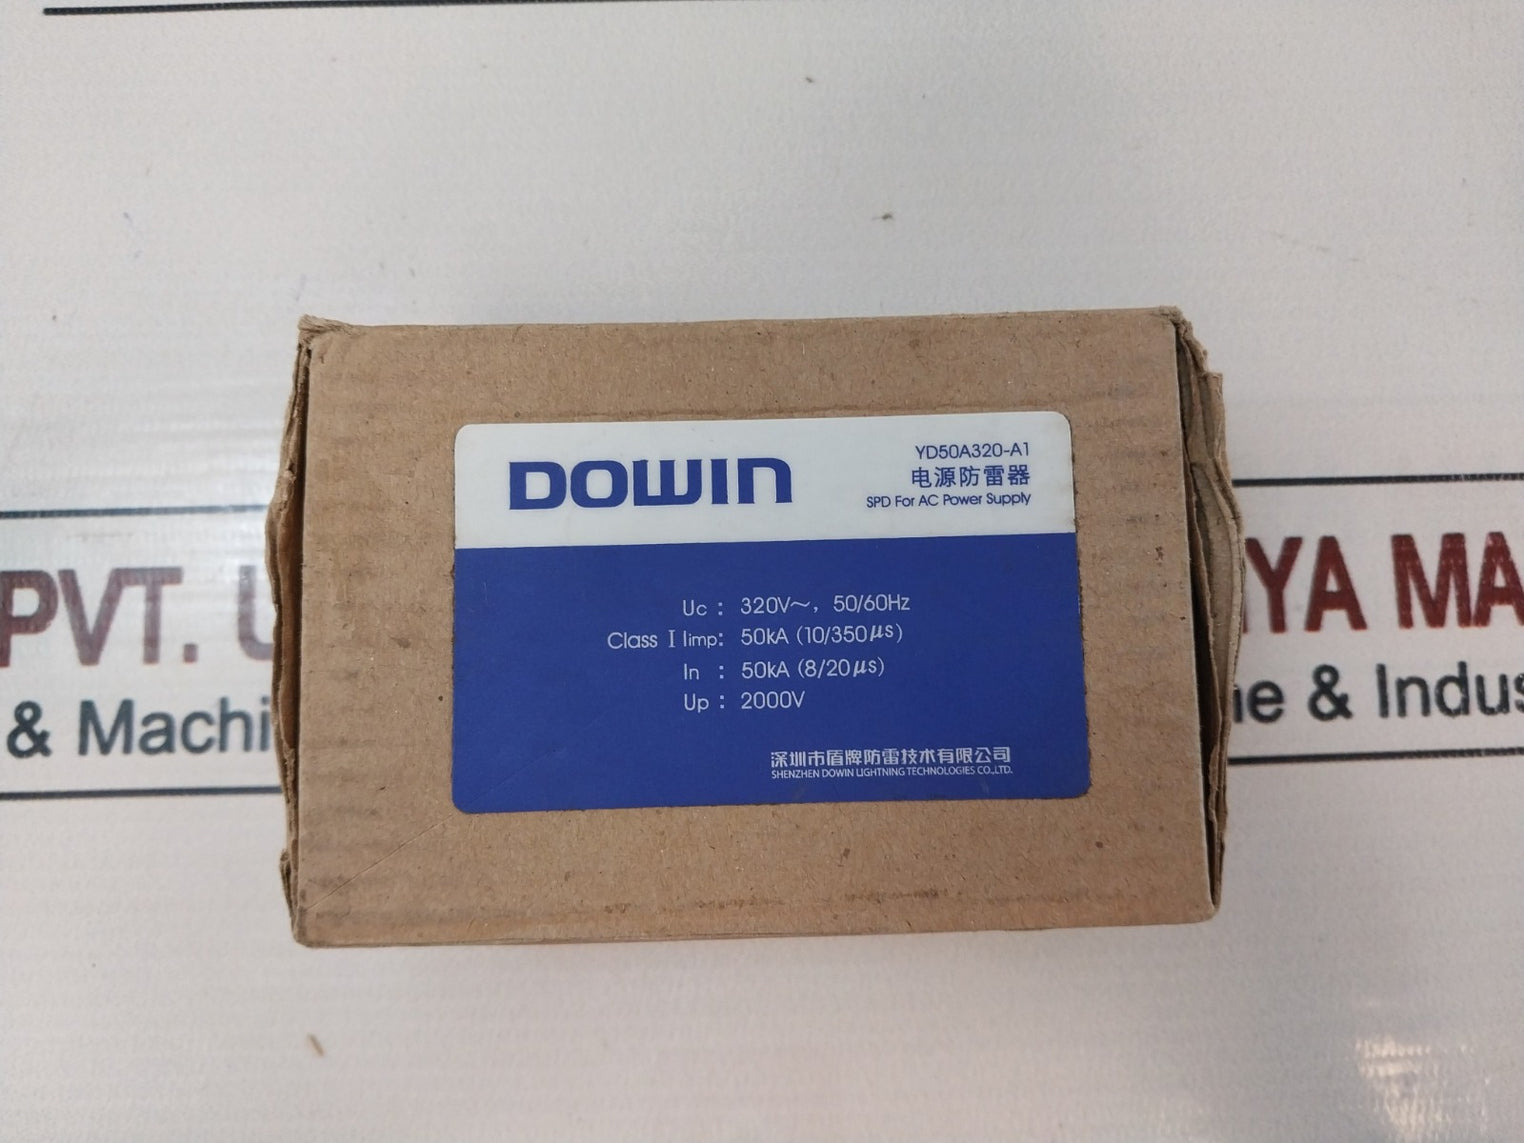 DOWIN
YD50A320-A1
电源防雷器
SPD For AC Power Supply
Uc : 320V～, 50/60Hz
Class Ⅰ Iimp: 50kA (10/350μs)
In : 50kA (8/20μs)
Up : 2000V
深圳市盾牌防雷技术有限公司
SHENZHEN DOWIN LIGHTNING TECHNOLOGIES CO.,LTD.
PVT.
& Machi
YA MA
& Indus